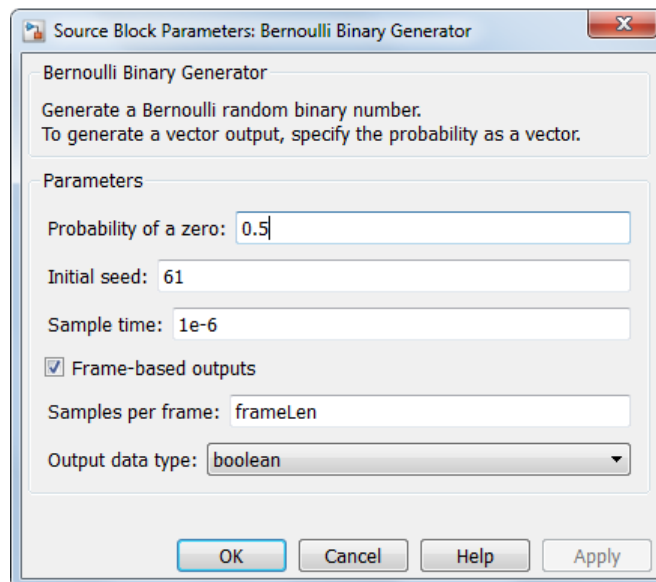 Source Block Parameters: Bernoulli Binary Generator
Bernoulli Binary Generator
Generate a Bernoulli random binary number.
To generate a vector output, specify the probability as a vector.
Parameters
Probability of a zero: 0.5
Initial seed: 61
Sample time: 1e-6
Frame-based outputs
Samples per frame: frameLen
Output data type: boolean
OK Cancel Help Apply